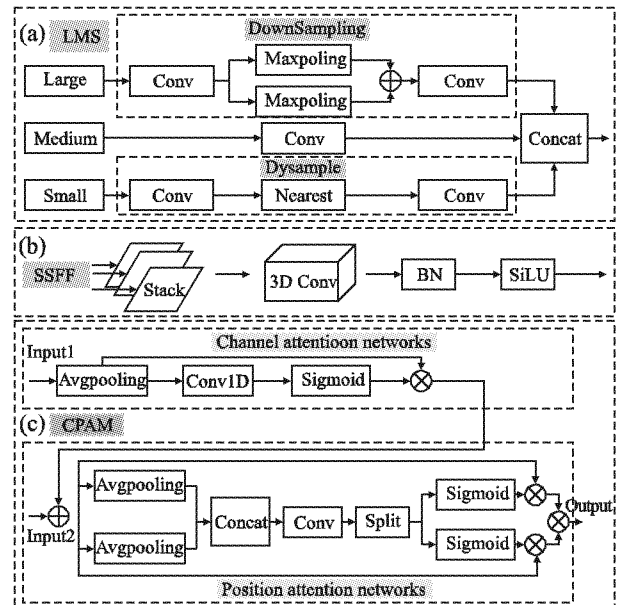 (a) LMS
DownSampling
Large
Conv
Maxpoling
Maxpoling
Conv
Medium
Conv
Concat
Dysample
Small
Conv
Nearest
Conv
(b)
SSFF
Stack
3D Conv
BN
SiLU
Channel attentioon networks
Input1
Avgpooling
Conv1D
Sigmoid
(c) CPAM
Input2
Avgpooling
Avgpooling
Concat
Conv
Split
Sigmoid
Sigmoid
Output
Position attention networks